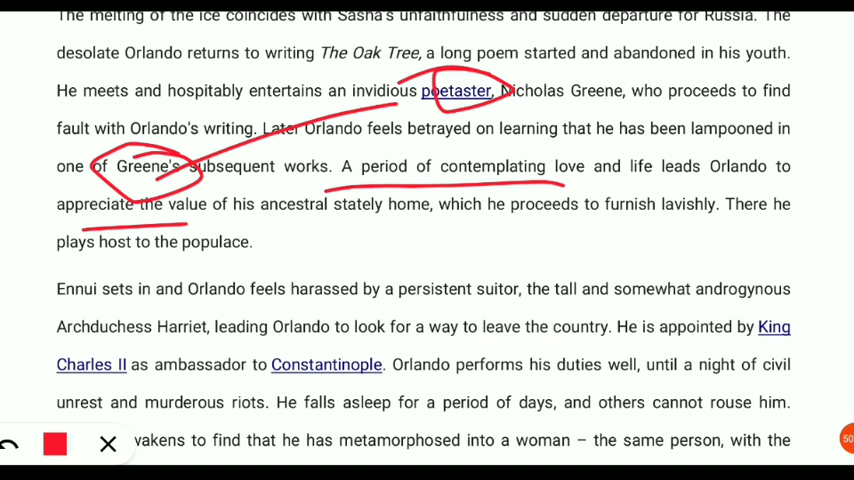 The melting of the ice coincides with Sasha's unfaithfulness and sudden departure for Russia. The
desolate Orlando returns to writing The Oak Tree, a long poem started and abandoned in his youth.
He meets and hospitably entertains an invidious poetaster, Nicholas Greene, who proceeds to find
fault with Orlando's writing. Later Orlando feels betrayed on learning that he has been lampooned in
one of Greene's subsequent works. A period of contemplating love and life leads Orlando to
appreciate the value of his ancestral stately home, which he proceeds to furnish lavishly. There he
plays host to the populace.
Ennui sets in and Orlando feels harassed by a persistent suitor, the tall and somewhat androgynous
Archduchess Harriet, leading Orlando to look for a way to leave the country. He is appointed by King
Charles II as ambassador to Constantinople. Orlando performs his duties well, until a night of civil
unrest and murderous riots. He falls asleep for a period of days, and others cannot rouse him.
wakens to find that he has metamorphosed into a woman – the same person, with the
50